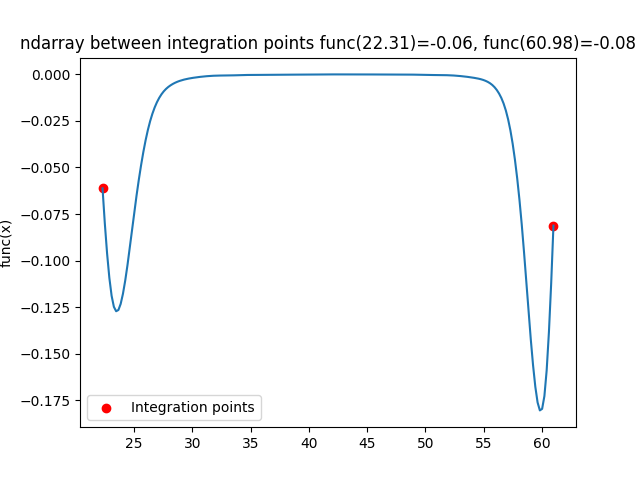 ndarray between integration points func(22.31)=-0.06, func(60.98)=-0.08
0.000
−0.025
−0.050
−0.075
−0.100
−0.125
−0.150
−0.175
func(x)
Integration points
25 30 35 40 45 50 55 60